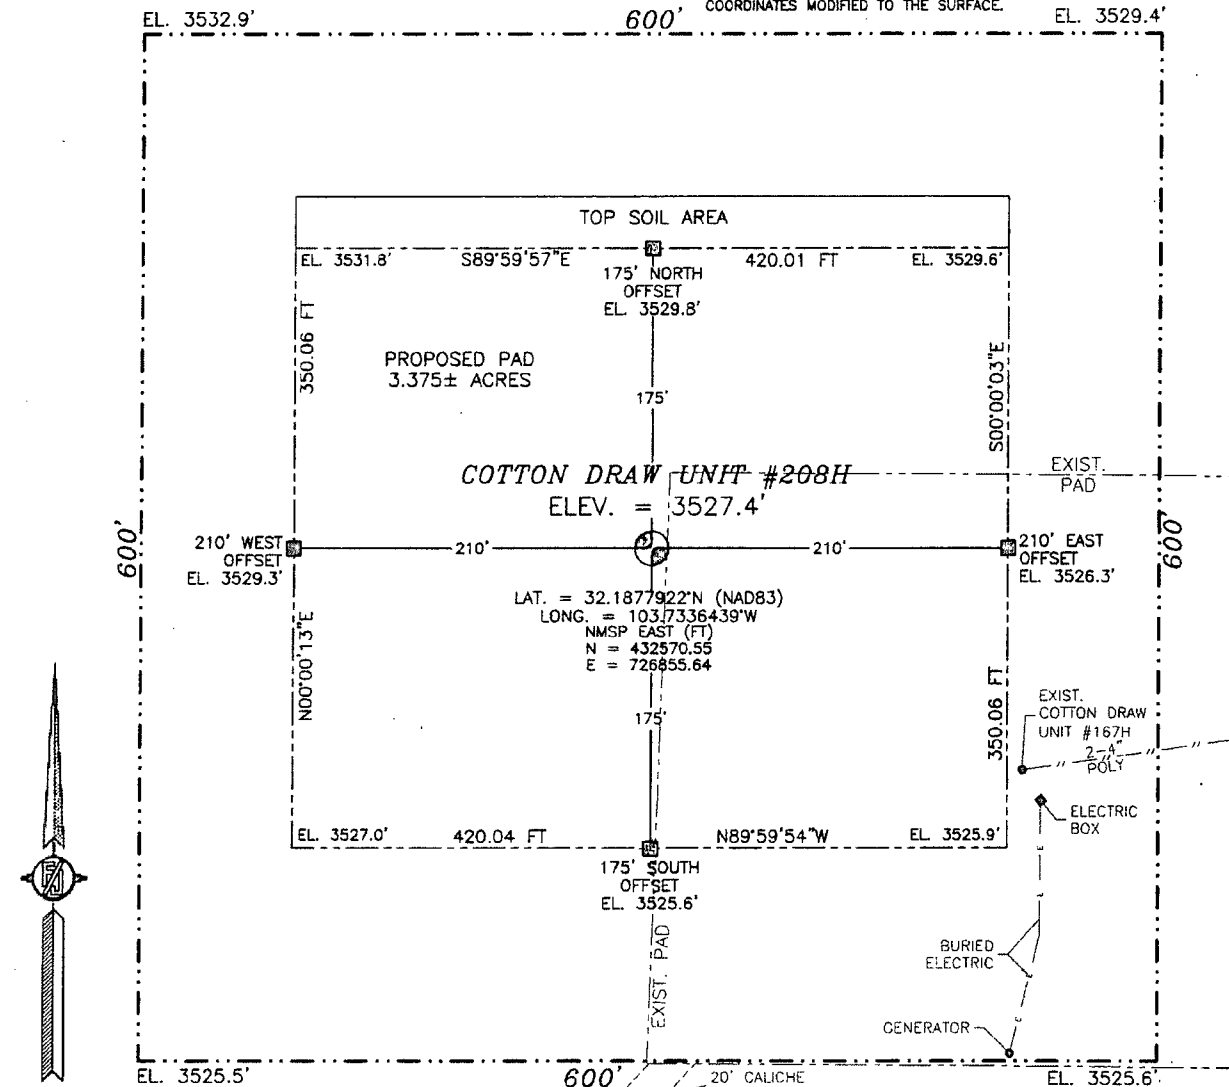 COORDINATES MODIFIED TO THE SURFACE.
EL. 3532.9'
600'
EL. 3529.4'
TOP SOIL AREA
EL. 3531.8'
S89°59'57"E
420.01 FT
EL. 3529.6'
175' NORTH
OFFSET
EL. 3529.8'
350.06 FT
PROPOSED PAD
3.375± ACRES
175'
S00°00'03"E
COTTON DRAW UNIT #208H
ELEV. = 3527.4'
EXIST.
PAD
600'
210' WEST
OFFSET
EL. 3529.3'
210'
210'
210' EAST
OFFSET
EL. 3526.3'
600'
LAT. = 32.1877922°N (NAD83)
LONG. = 103.7336439°W
NMSP EAST (FT)
N = 432570.55
E = 726855.64
N00°00'13"E
175'
350.06 FT
EXIST.
COTTON DRAW
UNIT #167H
2-4"
POLY
ELECTRIC
BOX
EL. 3527.0'
420.04 FT
N89°59'54"W
EL. 3525.9'
175' SOUTH
OFFSET
EL. 3525.6'
EXIST. PAD
BURIED
ELECTRIC
GENERATOR
EL. 3525.5'
600'
20' CALICHE
EL. 3525.6'